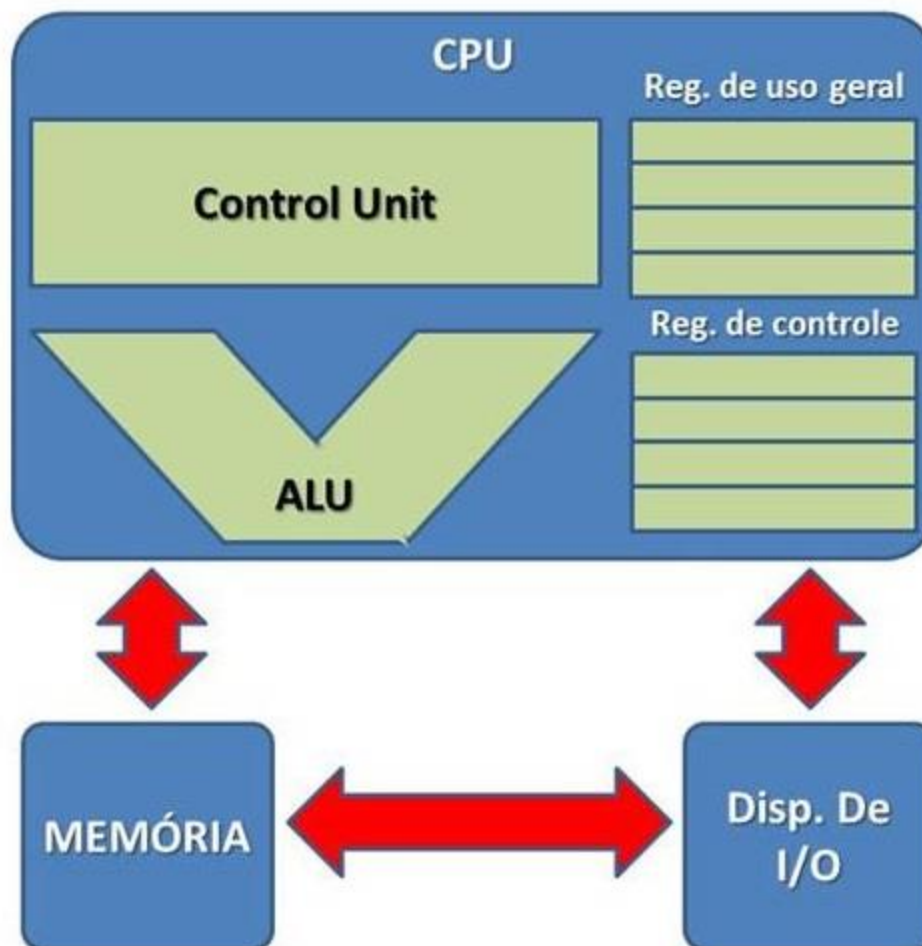 CPU
Reg. de uso geral
Control Unit
Reg. de controle
ALU
MEMÓRIA
Disp. De
I/O